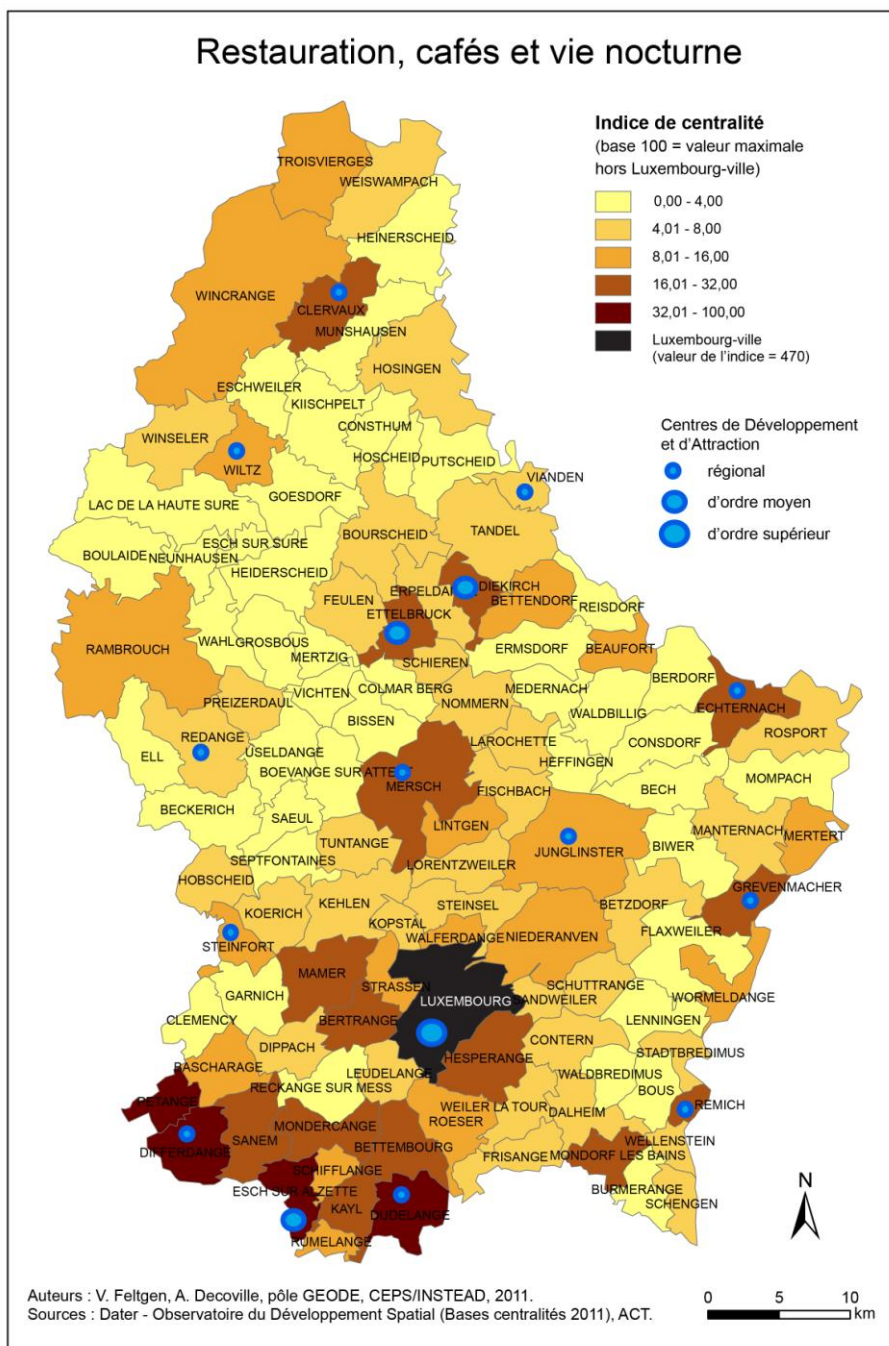 Restauration, cafés et vie nocturne
Indice de centralité
(base 100 = valeur maximale
hors Luxembourg-ville)
0,00 - 4,00
4,01 - 8,00
8,01 - 16,00
16,01 - 32,00
32,01 - 100,00
Luxembourg-ville
(valeur de l'indice = 470)
Centres de Développement
et d'Attraction
régional
d'ordre moyen
d'ordre supérieur
TROISVIERGES
WEISWAMPACH
HEINERSCHEID
WINCRANGE
CLERVAUX
MUNSHAUSEN
HOSINGEN
ESCHWEILER
KIISCHPELT
CONSTHUM
WINSELER
HOSCHEID
PUTSCHEID
WILTZ
VIANDEN
GOESDORF
LAC DE LA HAUTE SURE
BOURSCHEID
TANDEL
ESCH SUR SURE
BOULAIDE
NEUNHAUSEN
HEIDERSCHEID
ERPELDA
DIEKIRCH
BETTENDORF
FEULEN
ETTELBRUCK
REISDORF
RAMBROUCH
WAHL
GROSBOUS
MERTZIG
SCHIEREN
ERMSDORF
BEAUFORT
BERDORF
ECHTERNACH
PREIZERDAUL
VICHTEN
COLMAR BERG
NOMMERN
MEDERNACH
WALDBILLIG
BISSEN
ROSPORT
REDANGE
USELDANGE
LAROCHETTE
CONSDORF
ELL
BOEVANGE SUR ATTERT
HEFFINGEN
MERSCH
FISCHBACH
BECH
MOMPACH
BECKERICH
SAEUL
LINTGEN
MANTERNACH
MERTERT
TUNTANGE
JUNGLINSTER
BIWER
SEPTFONTAINES
LORENTZWEILER
HOBSCHEID
GREVENMACHER
KEHLEN
STEINSEL
BETZDORF
KOERICH
KOPSTAL
FLAXWEILER
STEINFORT
WALFERDANGE
NIEDERANVEN
MAMER
STRASSEN
SCHUTTRANGE
GARNICH
LUXEMBOURG
SANDWEILER
WORMELDANGE
CLEMENCY
BERTRANGE
LENNINGEN
DIPPACH
CONTERN
STADTBREDIMUS
HESPERANGE
BASCHARAGE
LEUDELANGE
WALDBREDIMUS
RECKANGE SUR MESS
BOUS
PETANGE
WEILER LA TOUR
DALHEIM
REMICH
MONDERCANGE
ROESER
SANEM
BETTEMBOURG
WELLENSTEIN
DIFFERDANGE
FRISANGE
MONDORF LES BAINS
SCHIFFLANGE
ESCH SUR ALZETTE
BURMERANGE
KAYL
SCHENGEN
DUDELANGE
RUMELANGE
N
Auteurs : V. Feltgen, A. Decoville, pôle GEODE, CEPS/INSTEAD, 2011.
Sources : Dater - Observatoire du Développement Spatial (Bases centralités 2011), ACT.
0 5 10
km